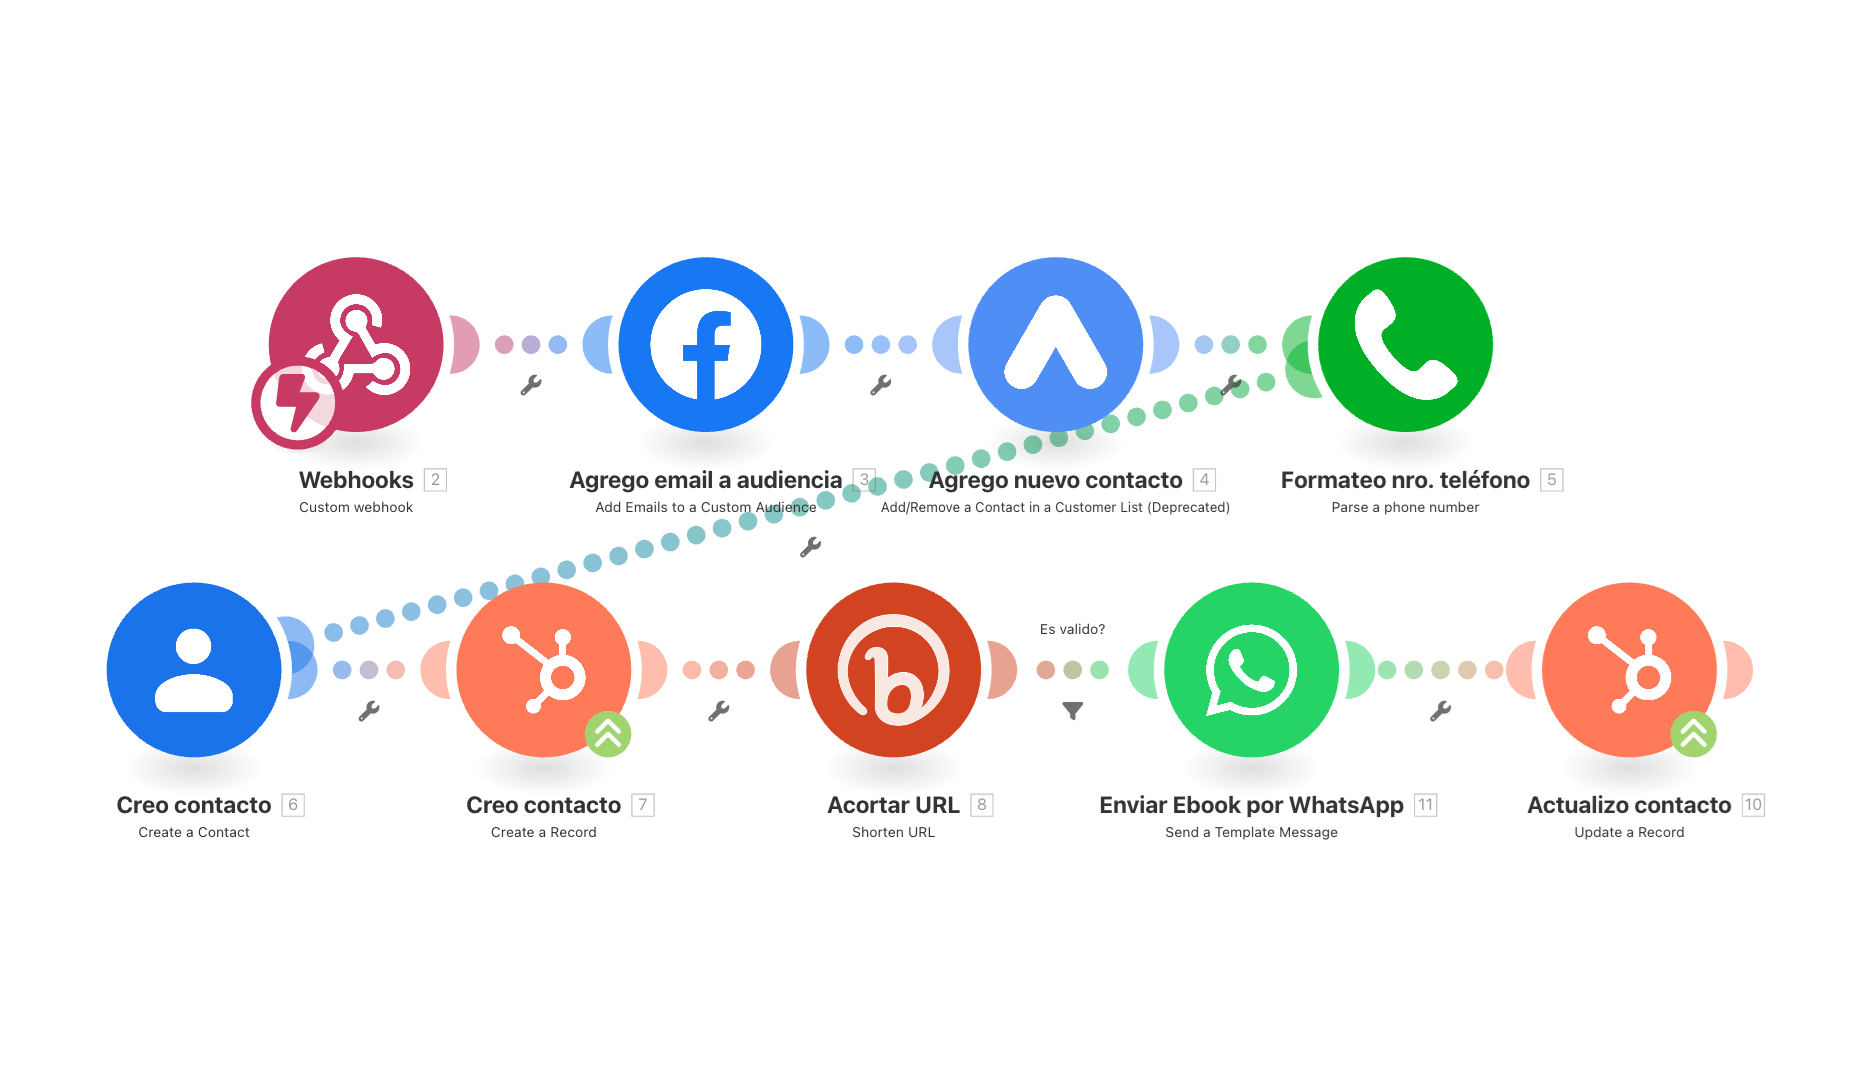 Webhooks 2
Custom webhook
Agrego email a audiencia 3
Add Emails to a Custom Audience
Agrego nuevo contacto 4
Add/Remove a Contact in a Customer List (Deprecated)
Formateo nro. teléfono 5
Parse a phone number
Creo contacto 6
Create a Contact
Creo contacto 7
Create a Record
Acortar URL 8
Shorten URL
Es valido?
Enviar Ebook por WhatsApp 11
Send a Template Message
Actualizo contacto 10
Update a Record